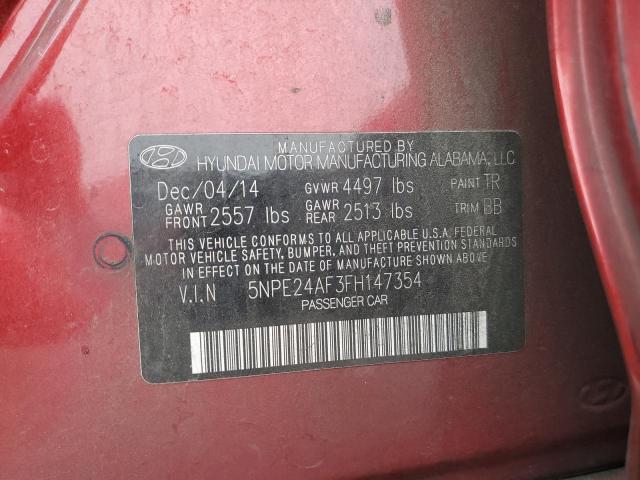 MANUFACTURED BY
HYUNDAI MOTOR MANUFACTURING ALABAMA, LLC
Dec/04/14 GVWR 4497 lbs PAINT TR
GAWR FRONT 2557 lbs GAWR REAR 2513 lbs TRIM BB
THIS VEHICLE CONFORMS TO ALL APPLICABLE U.S.A. FEDERAL
MOTOR VEHICLE SAFETY, BUMPER, AND THEFT PREVENTION STANDARDS
IN EFFECT ON THE DATE OF MANUFACTURE SHOWN ABOVE.
V.I.N 5NPE24AF3FH147354
PASSENGER CAR